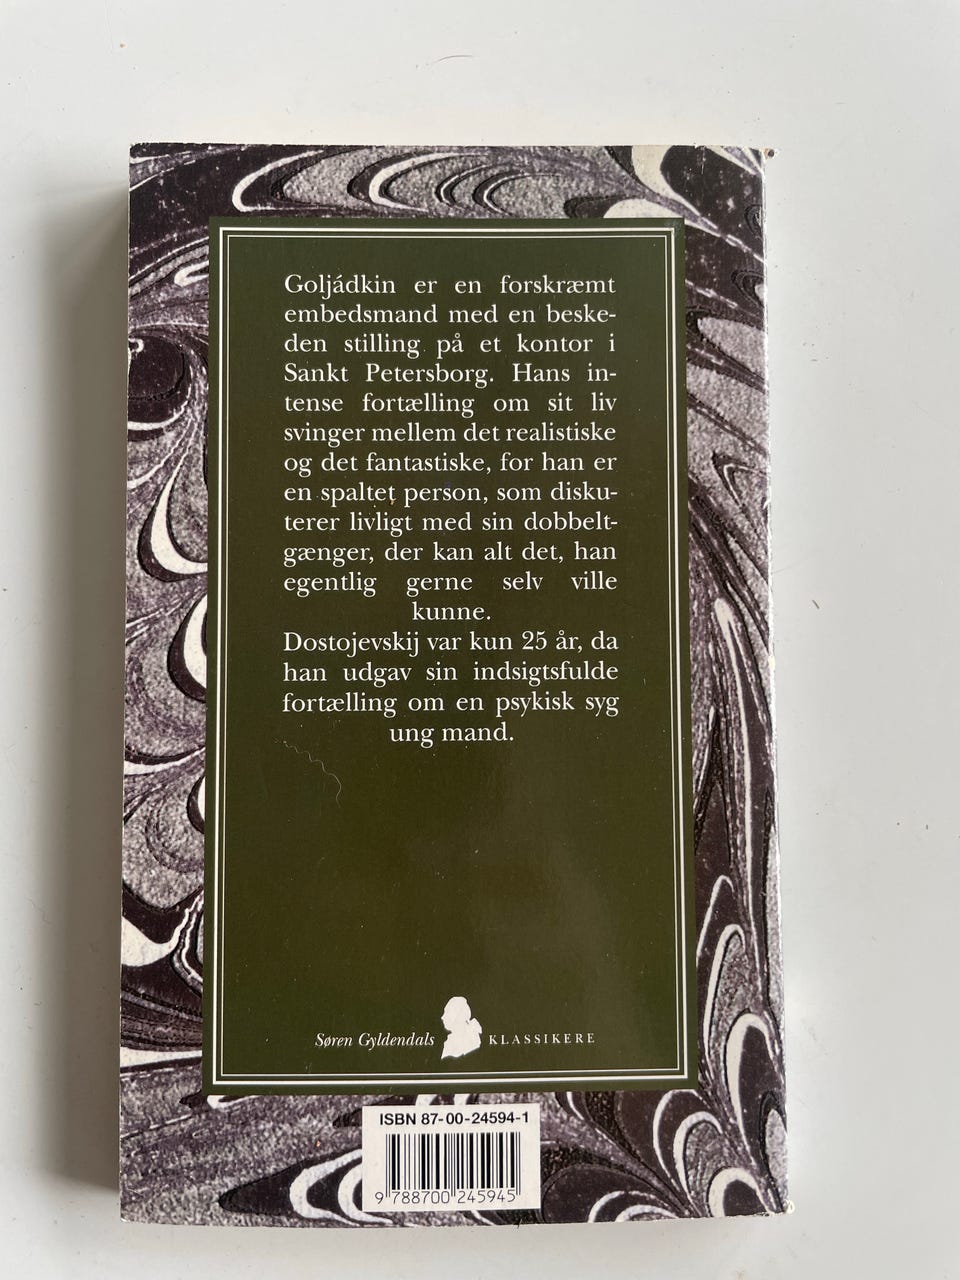 Goljádkin er en forskræmt
embedsmand med en beske-
den stilling på et kontor i
Sankt Petersborg. Hans in-
tense fortælling om sit liv
svinger mellem det realistiske
og det fantastiske, for han er
en spaltet person, som disku-
terer livligt med sin dobbelt-
gænger, der kan alt det, han
egentlig gerne selv ville
kunne.
Dostojevskij var kun 25 år, da
han udgav sin indsigtsfulde
fortælling om en psykisk syg
ung mand.
Søren Gyldendals KLASSIKERE
ISBN 87-00-24594-1
9 788700 245945